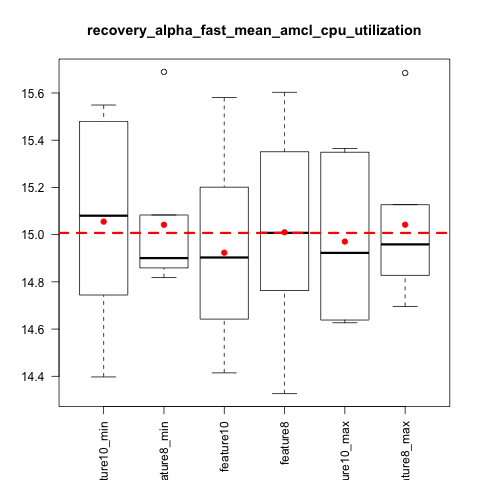 recovery_alpha_fast_mean_amcl_cpu_utilization
15.6
15.4
15.2
15.0
14.8
14.6
14.4
ture10_min
ature8_min
feature10
feature8
ure10_max
ture8_max